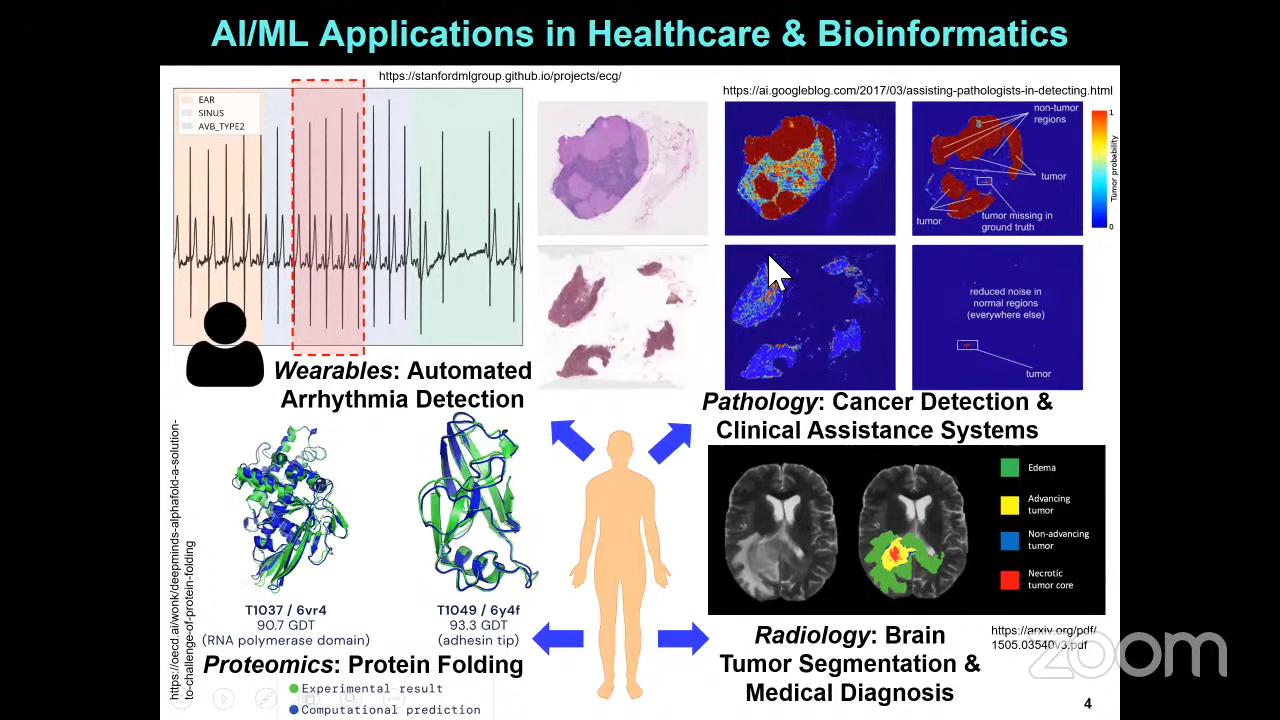 AI/ML Applications in Healthcare & Bioinformatics
https://stanfordmlgroup.github.io/projects/ecg/
EAR
SINUS
AVB_TYPE2
Wearables: Automated
Arrhythmia Detection
https://ai.googleblog.com/2017/03/assisting-pathologists-in-detecting.html
non-tumor
regions
tumor
tumor
tumor missing in
ground truth
1
Tumor probability
0
reduced noise in
normal regions
(everywhere else)
tumor
Pathology: Cancer Detection &
Clinical Assistance Systems
https://oecd.ai/wonk/deepminds-alphafold-a-solution-
to-challenge-of-protein-folding
T1037 / 6vr4
90.7 GDT
(RNA polymerase domain)
T1049 / 6y4f
93.3 GDT
(adhesin tip)
Proteomics: Protein Folding
Experimental result
Computational prediction
Edema
Advancing
tumor
Non-advancing
tumor
Necrotic
tumor core
Radiology: Brain
Tumor Segmentation &
Medical Diagnosis
https://arxiv.org/pdf/
1505.03540v3.pdf
zoom
4